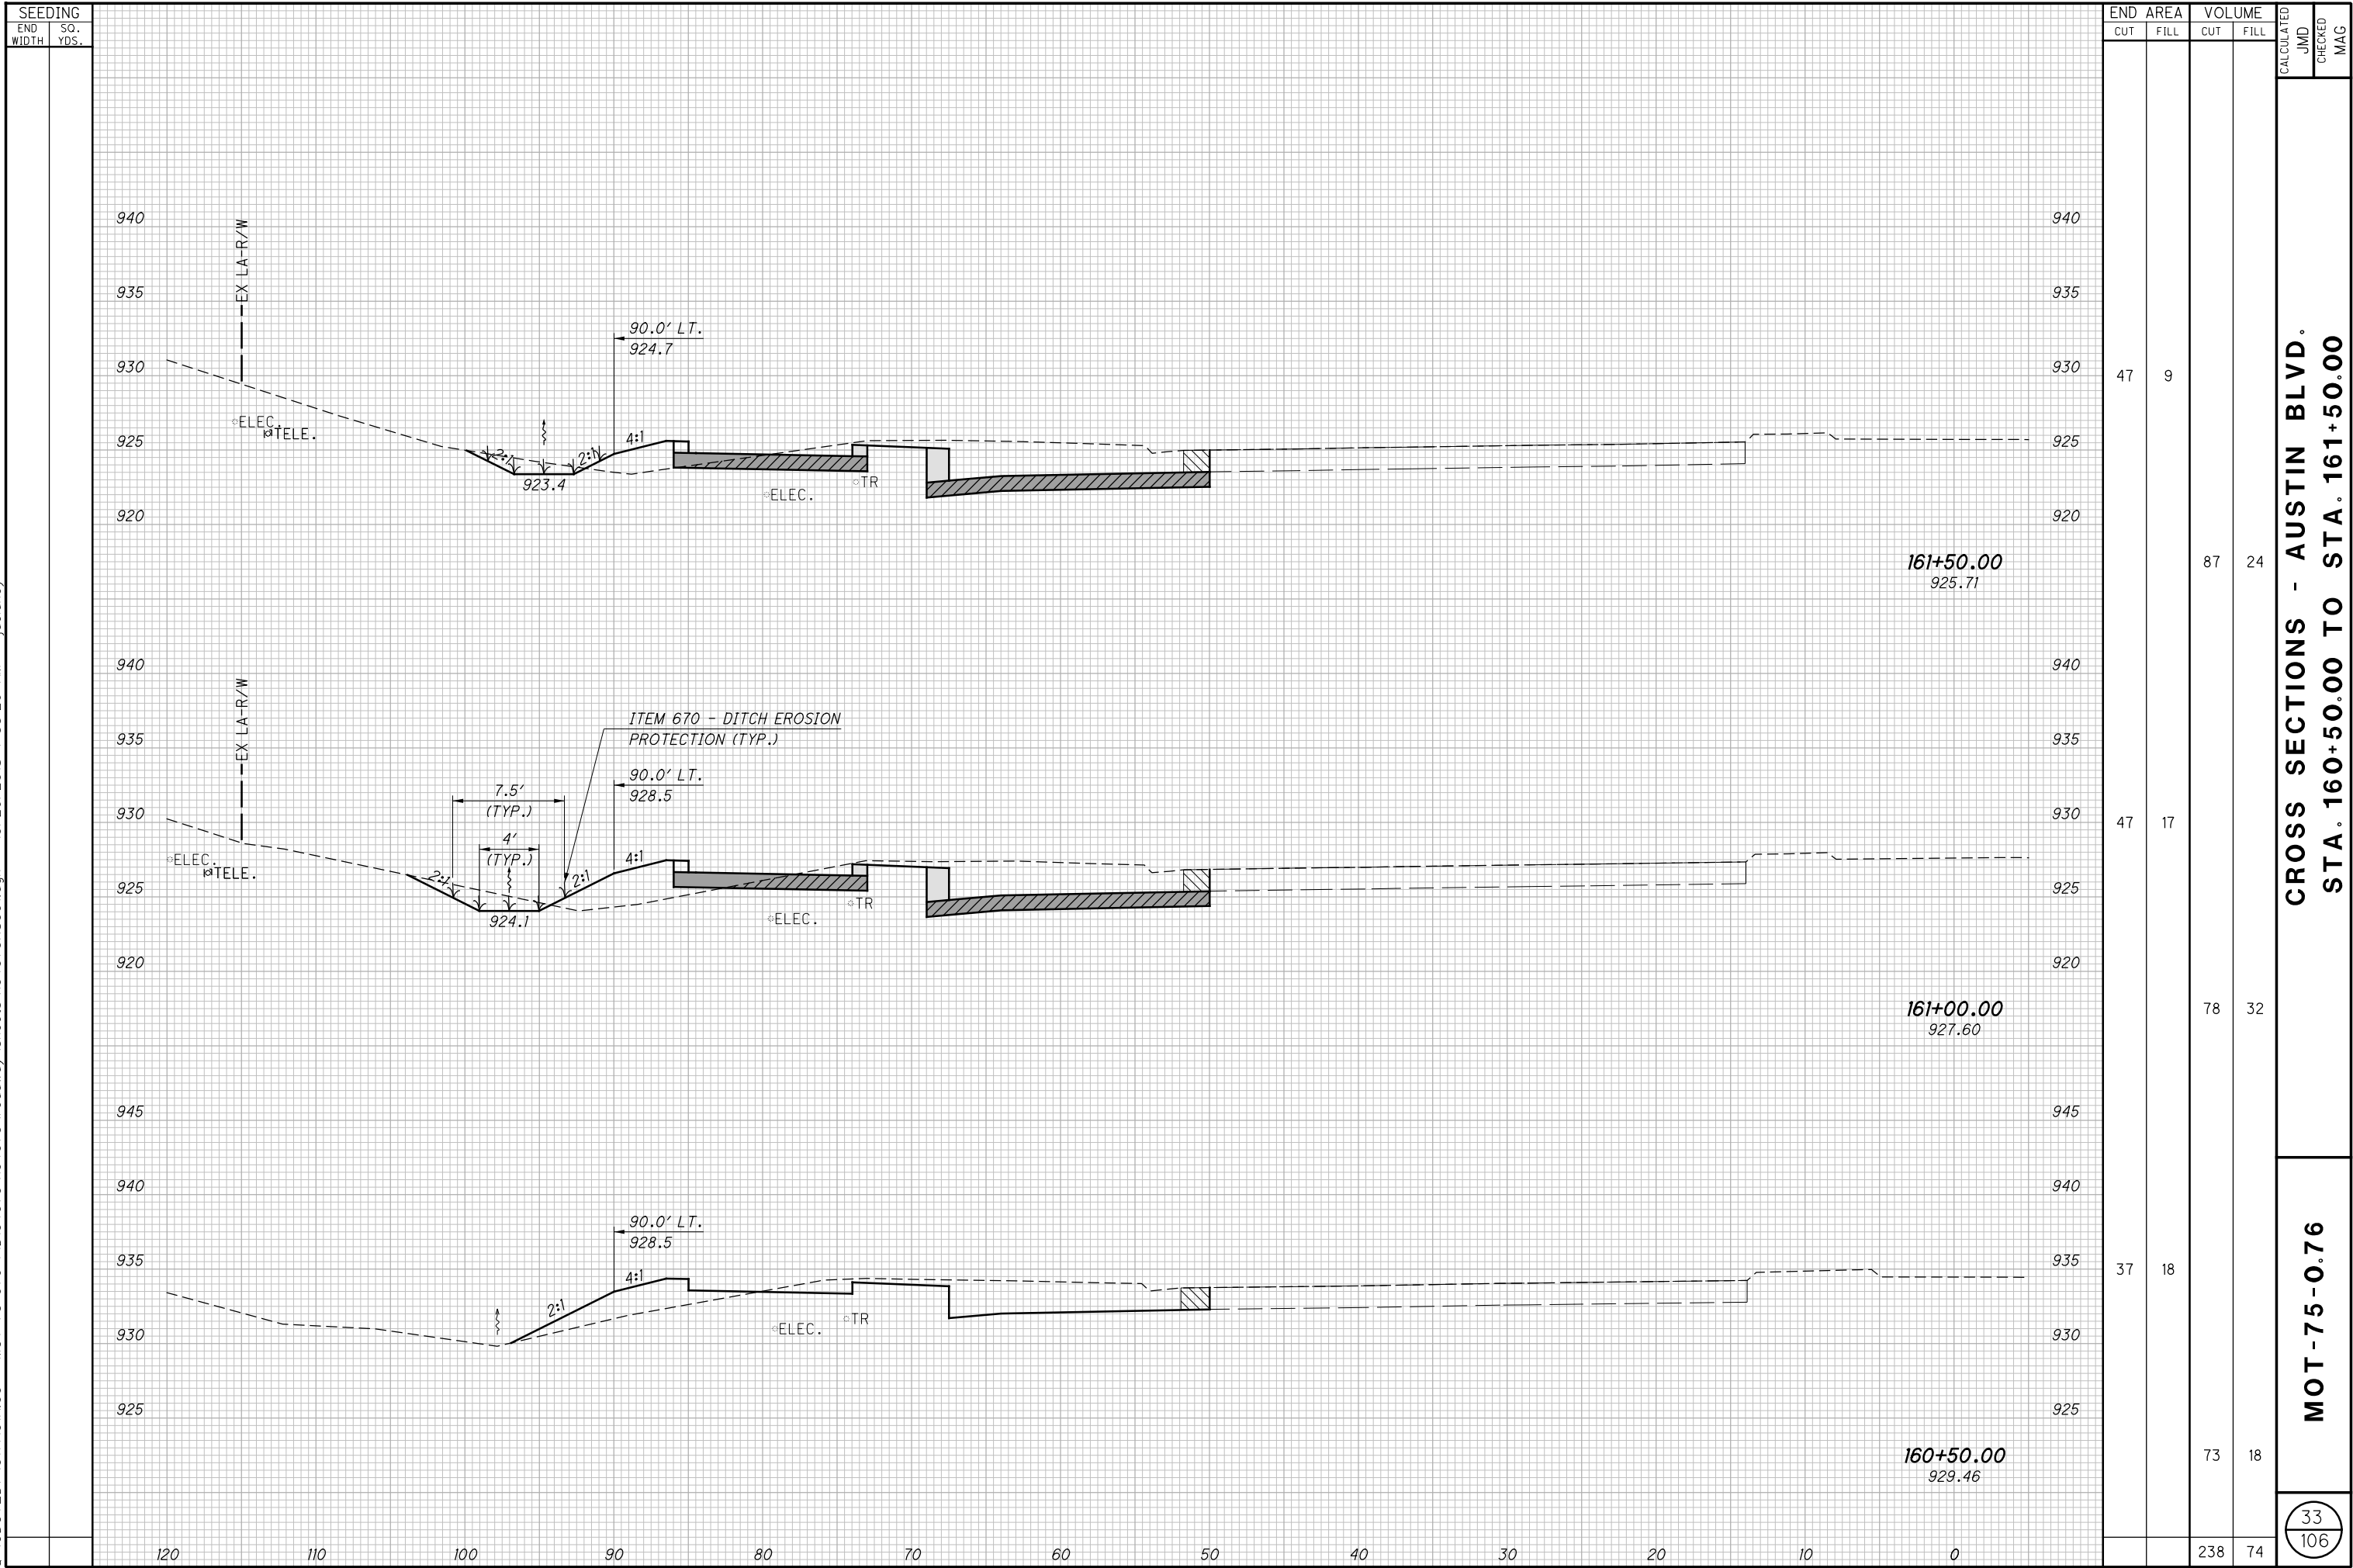 SEEDING
END WIDTH
SQ. YDS.
END AREA
VOLUME
CUT
FILL
CUT
FILL
CALCULATED
JMD
CHECKED
MAG
940
940
EX LA-R/W
935
935
90.0' LT.
924.7
930
930
47
9
ELEC.
TELE.
925
2:1
2:1
4:1
925
923.4
ELEC.
TR
920
920
161+50.00
925.71
87
24
940
940
EX LA-R/W
ITEM 670 - DITCH EROSION
PROTECTION (TYP.)
935
935
90.0' LT.
928.5
7.5'
(TYP.)
930
930
47
17
4'
(TYP.)
ELEC.
TELE.
2:1
2:1
4:1
925
925
924.1
ELEC.
TR
920
920
161+00.00
927.60
78
32
945
945
940
940
90.0' LT.
928.5
935
935
37
18
4:1
2:1
ELEC.
TR
930
930
925
925
160+50.00
929.46
73
18
120
110
100
90
80
70
60
50
40
30
20
10
0
238
74
CROSS SECTIONS - AUSTIN BLVD.
STA. 160+50.00 TO STA. 161+50.00
MOT-75-0.76
33
106